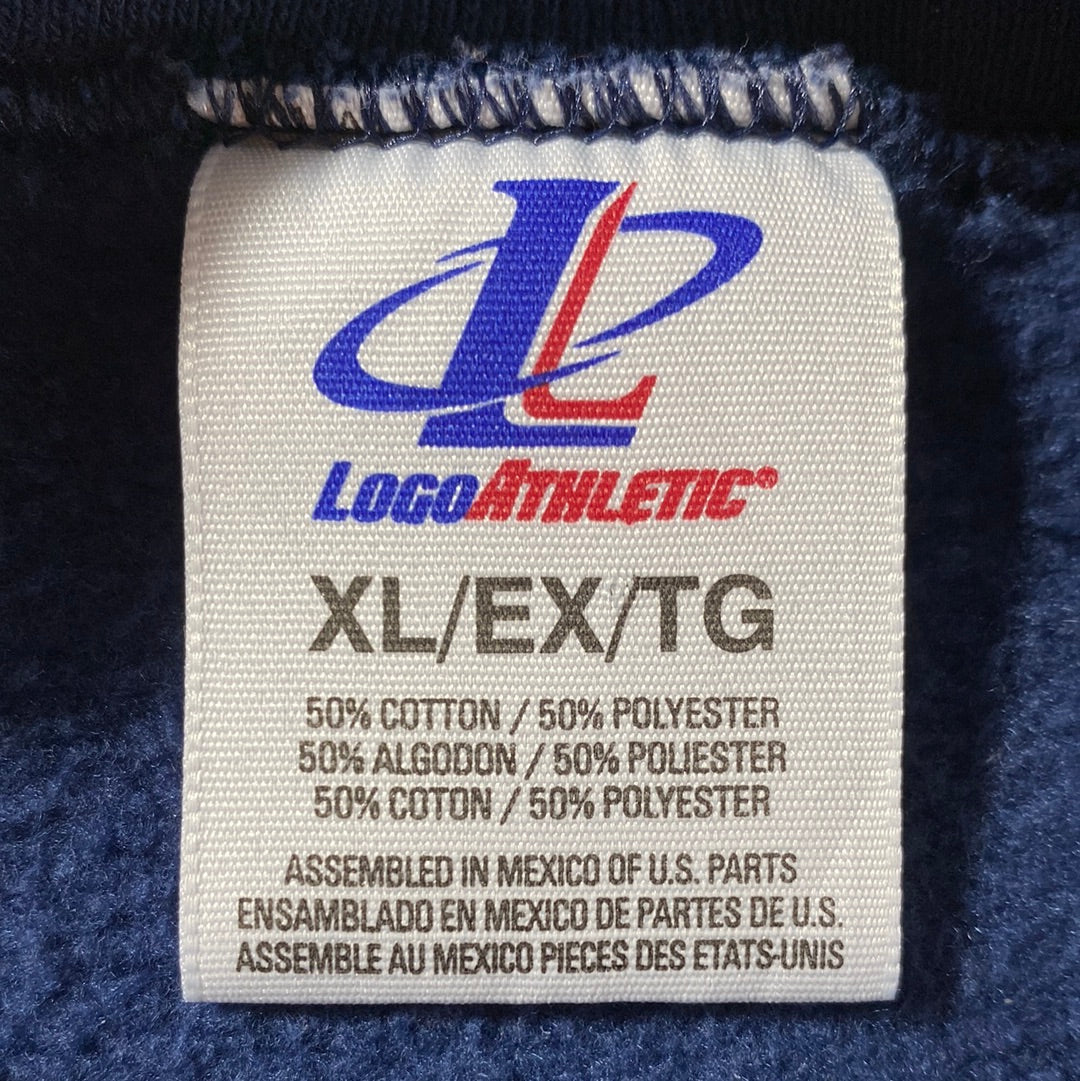 LL
LOGOATHLETIC®
XL/EX/TG
50% COTTON / 50% POLYESTER
50% ALGODON / 50% POLIESTER
50% COTON / 50% POLYESTER
ASSEMBLED IN MEXICO OF U.S. PARTS
ENSAMBLADO EN MEXICO DE PARTES DE U.S.
ASSEMBLE AU MEXICO PIECES DES ETATS-UNIS